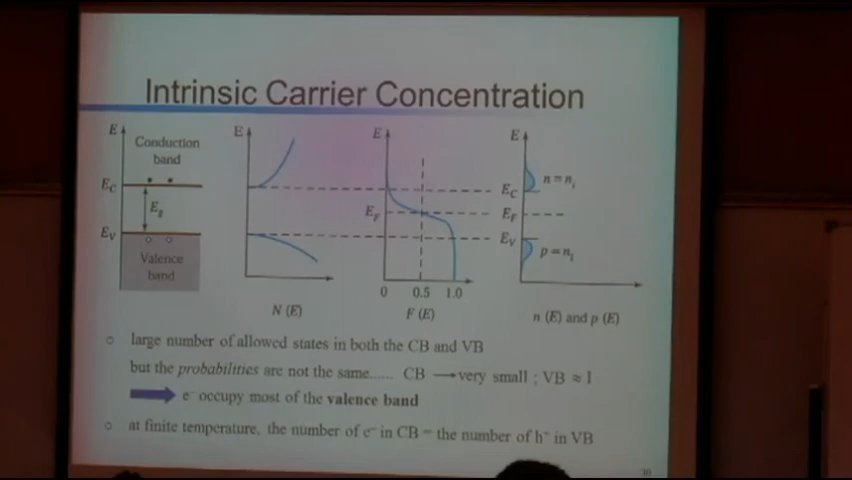 Intrinsic Carrier Concentration
E
Conduction
band
E_C
E_g
E_V
Valence
band
E
N (E)
E
E_F
0 0.5 1.0
F (E)
E
E_C
n = n_i
E_F
E_V
p = n_i
n (E) and p (E)
large number of allowed states in both the CB and VB
but the probabilities are not the same...... CB → very small ; VB ≈ 1
e⁻ occupy most of the valence band
at finite temperature, the number of e⁻ in CB = the number of h⁺ in VB